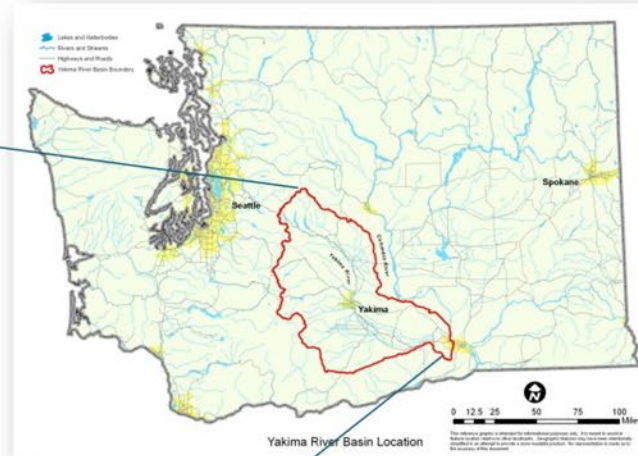 Lakes and Waterbodies
Rivers and Streams
Highways and Roads
Yakima River Basin Boundary
Spokane
Seattle
Columbia River
Yakima River
Yakima
N
0 12.5 25 50 75 100
Miles
Yakima River Basin Location